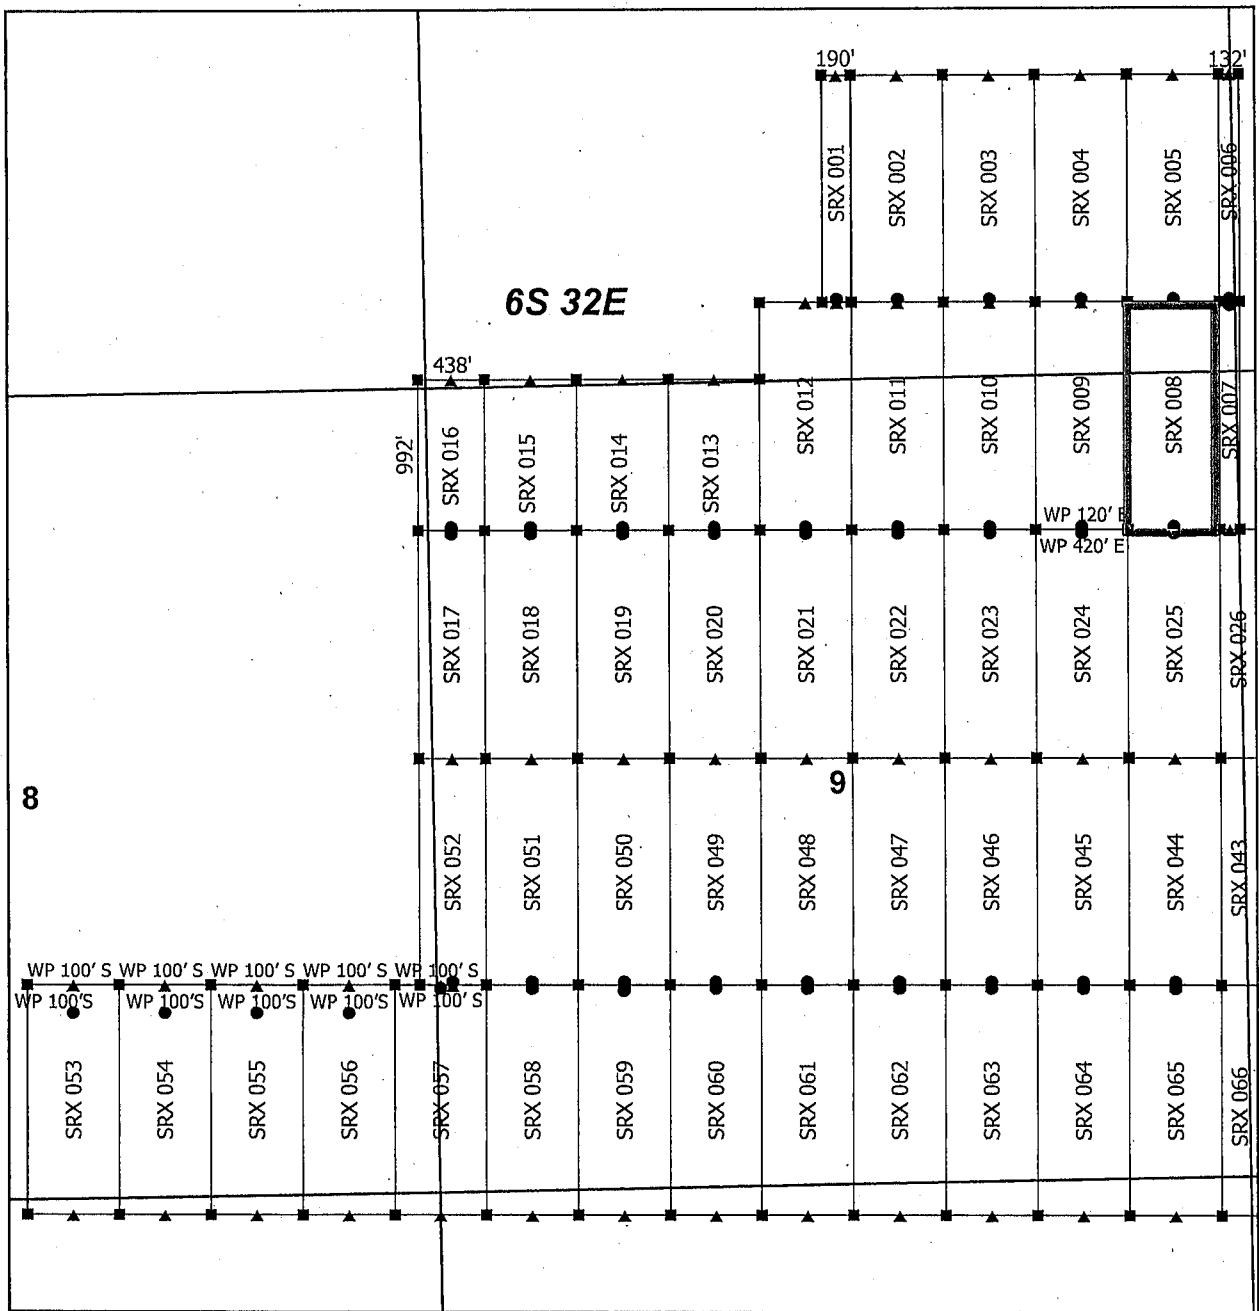 190'
132'
SRX 001
SRX 002
SRX 003
SRX 004
SRX 005
SRX 006
6S 32E
438'
992'
SRX 016
SRX 015
SRX 014
SRX 013
SRX 012
SRX 011
SRX 010
SRX 009
SRX 008
SRX 007
WP 120' E
WP 420' E
SRX 017
SRX 018
SRX 019
SRX 020
SRX 021
SRX 022
SRX 023
SRX 024
SRX 025
SRX 026
8
9
SRX 052
SRX 051
SRX 050
SRX 049
SRX 048
SRX 047
SRX 046
SRX 045
SRX 044
SRX 043
WP 100' S WP 100' S WP 100' S WP 100' S WP 100' S
WP 100'S WP 100'S WP 100'S WP 100'S WP 100' S
SRX 053
SRX 054
SRX 055
SRX 056
SRX 057
SRX 058
SRX 059
SRX 060
SRX 061
SRX 062
SRX 063
SRX 064
SRX 065
SRX 066